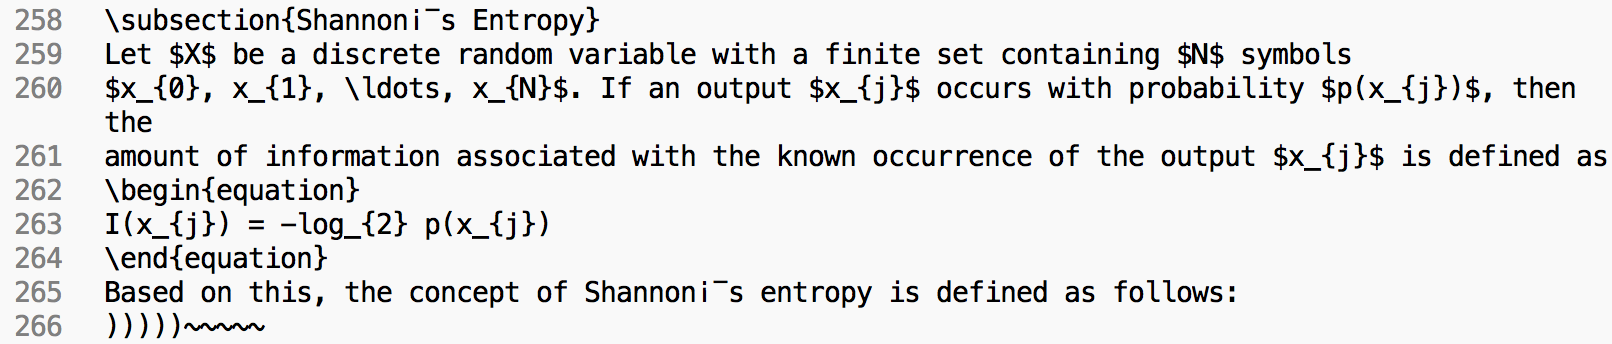 258 \subsection{Shannon¡¯s Entropy}
259 Let $X$ be a discrete random variable with a finite set containing $N$ symbols
260 $x_{0}, x_{1}, \ldots, x_{N}$. If an output $x_{j}$ occurs with probability $p(x_{j})$, then
the
261 amount of information associated with the known occurrence of the output $x_{j}$ is defined as
262 \begin{equation}
263 I(x_{j}) = -log_{2} p(x_{j})
264 \end{equation}
265 Based on this, the concept of Shannon¡¯s entropy is defined as follows:
266 )))))~~~~~